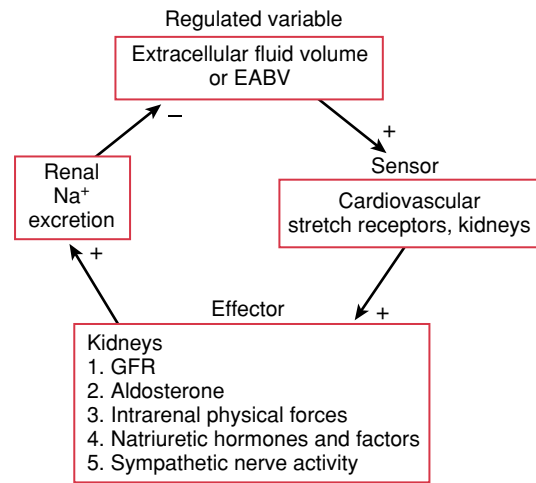 Regulated variable
Extracellular fluid volume
or EABV
–
+
Sensor
Renal
Na⁺
excretion
Cardiovascular
stretch receptors, kidneys
+
+
Effector
Kidneys
1. GFR
2. Aldosterone
3. Intrarenal physical forces
4. Natriuretic hormones and factors
5. Sympathetic nerve activity